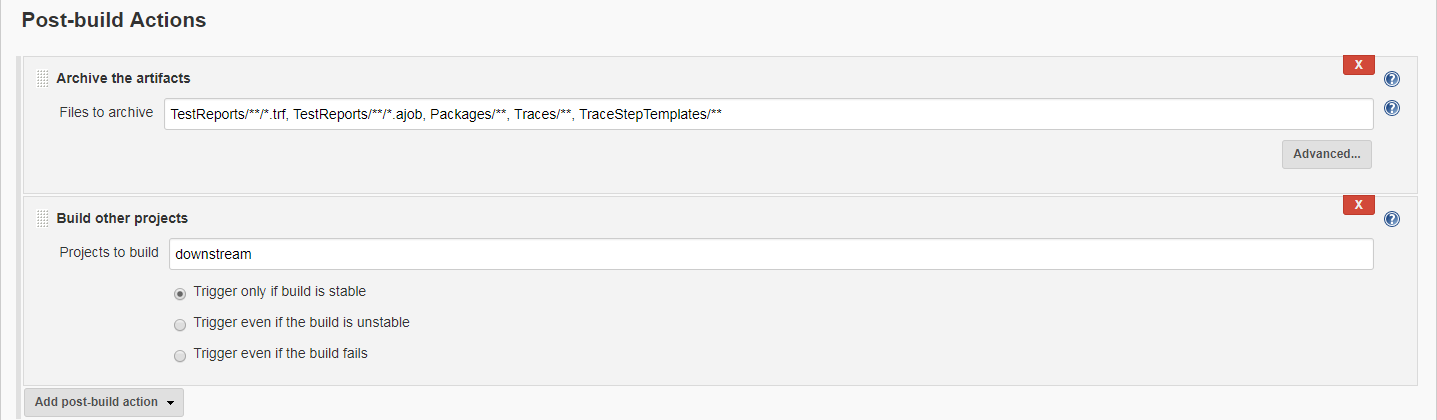 Post-build Actions
X
Archive the artifacts
?
Files to archive TestReports/**/*.trf, TestReports/**/*.ajob, Packages/**, Traces/**, TraceStepTemplates/**
?
Advanced...
X
Build other projects
?
Projects to build downstream
Trigger only if build is stable
Trigger even if the build is unstable
Trigger even if the build fails
Add post-build action